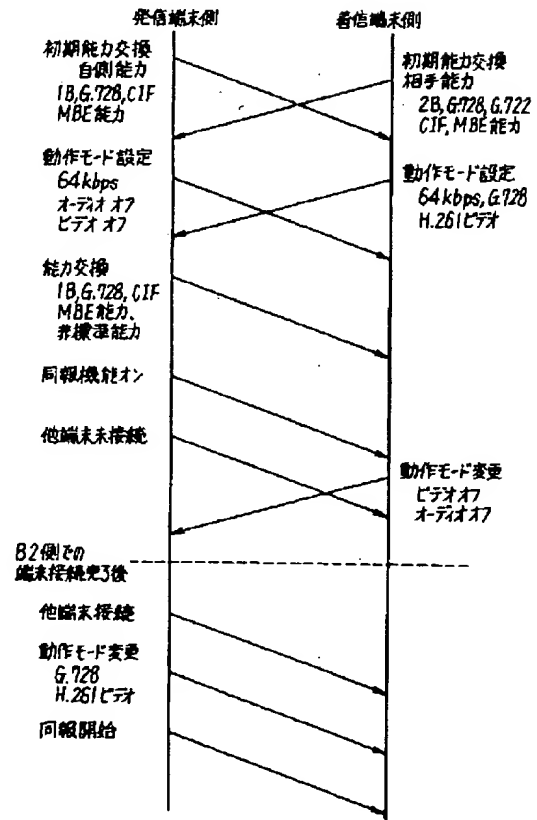 発信端末側
着信端末側
初期能力交換
自側能力
1B,G.728,CIF
MBE能力
初期能力交換
相手能力
2B,G.728,G.722
CIF,MBE能力
動作モード設定
64kbps
オーディオオフ
ビデオオフ
動作モード設定
64kbps,G.728
H.261ビデオ
能力交換
1B,G.728,CIF
MBE能力、
非標準能力
同報機能オン
他端末未接続
動作モード変更
ビデオオフ
オーディオオフ
B2側での
端末接続完了後
他端末接続
動作モード変更
G.728
H.261ビデオ
同報開始